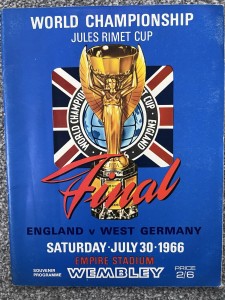 WORLD CHAMPIONSHIP
JULES RIMET CUP
WORLD CHAMPIONSHIP
CUP
ENGLAND
Final
ENGLAND v WEST GERMANY
SATURDAY·JULY 30·1966
EMPIRE STADIUM
SOUVENIR
PROGRAMME
WEMBLEY
PRICE
2/6